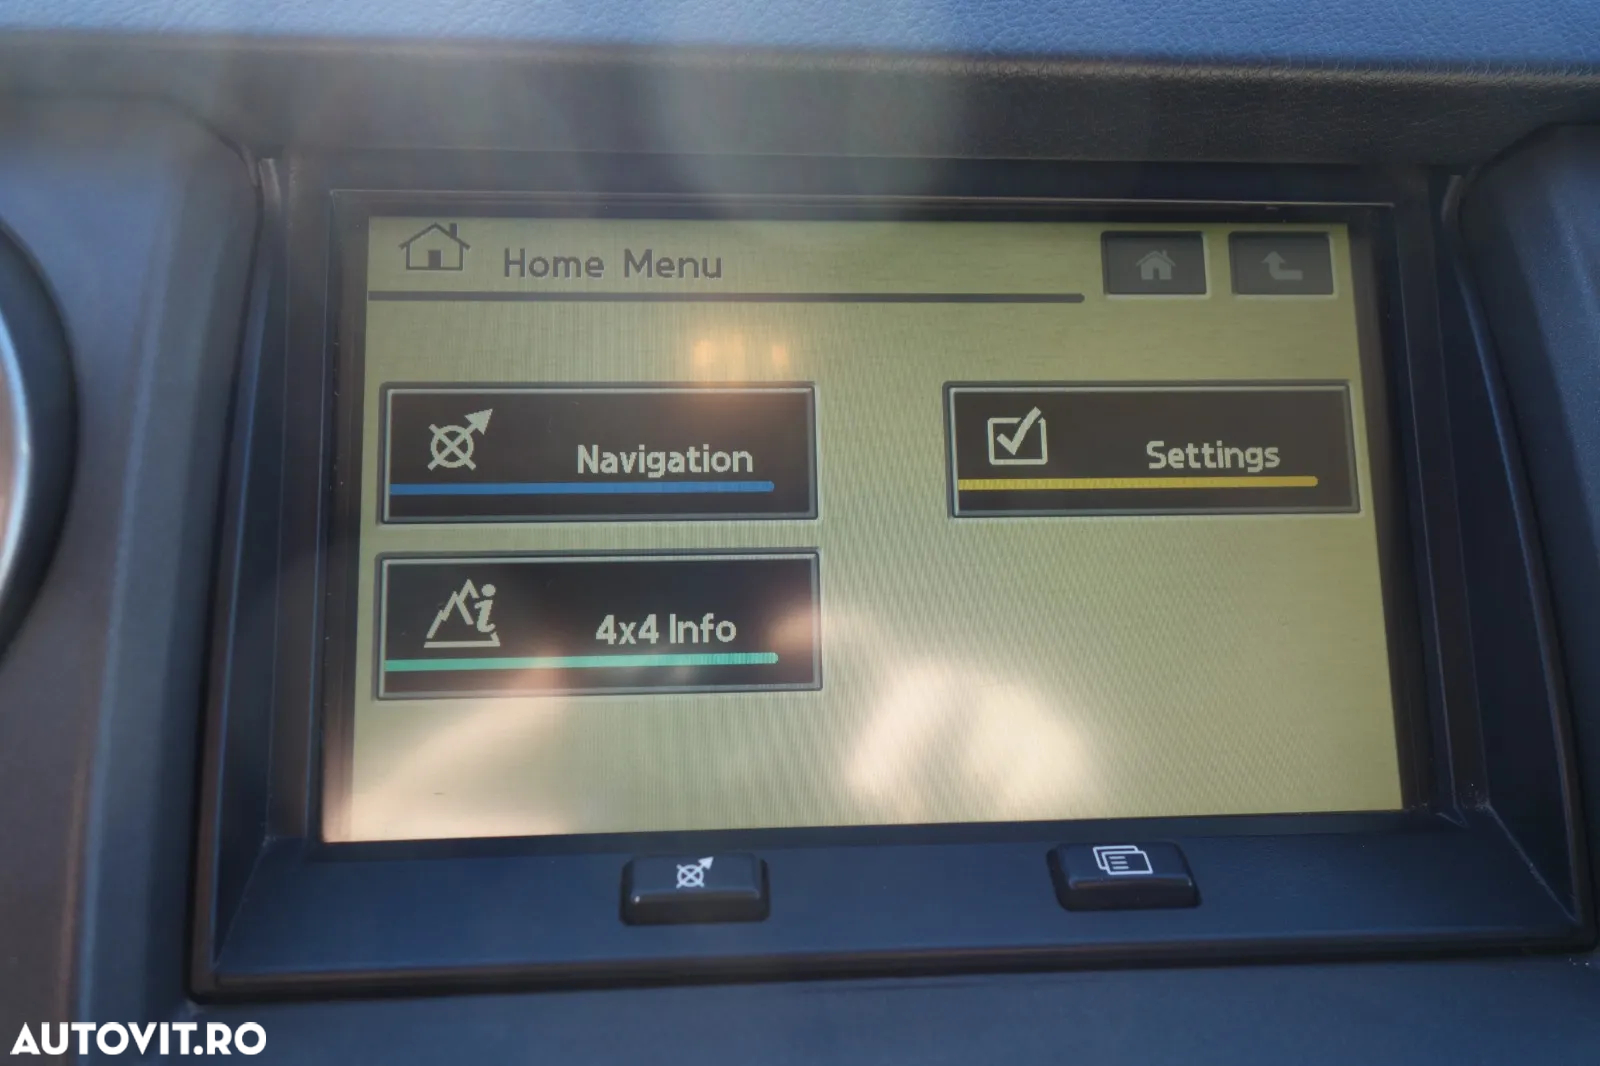 Home Menu
Navigation
Settings
4x4 Info
AUTOVIT.RO